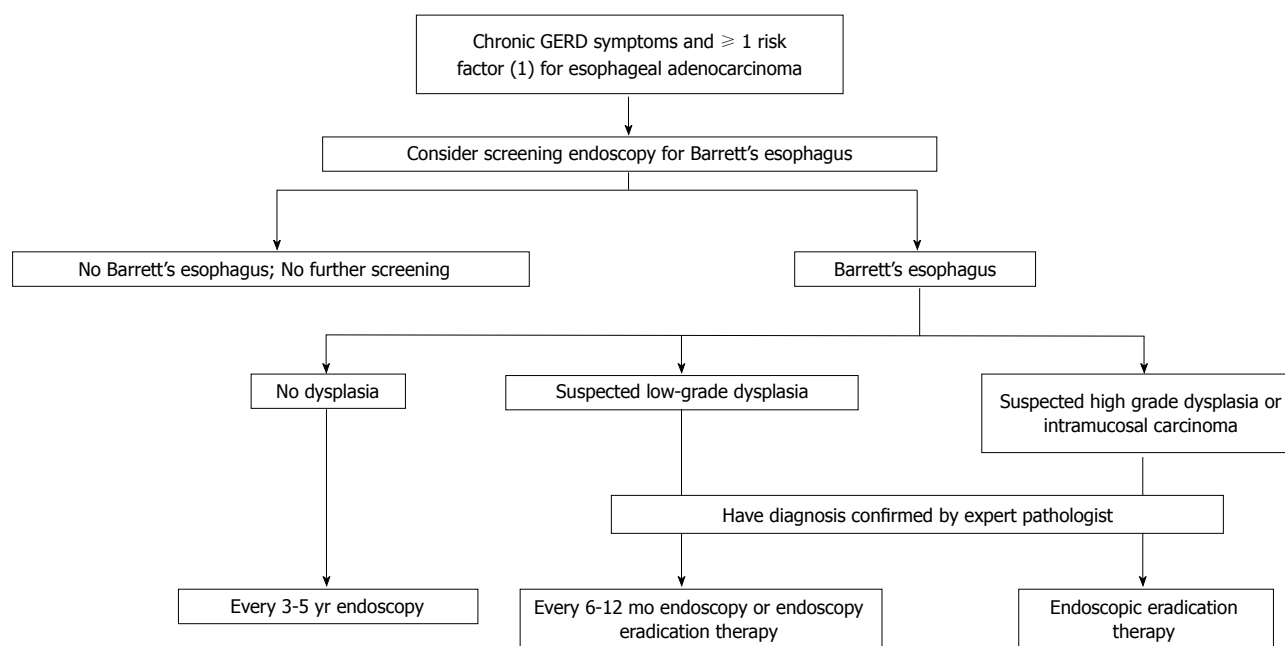 Chronic GERD symptoms and ≥ 1 risk
factor (1) for esophageal adenocarcinoma
Consider screening endoscopy for Barrett's esophagus
No Barrett's esophagus; No further screening
Barrett's esophagus
No dysplasia
Suspected low-grade dysplasia
Suspected high grade dysplasia or
intramucosal carcinoma
Have diagnosis confirmed by expert pathologist
Every 3-5 yr endoscopy
Every 6-12 mo endoscopy or endoscopy
eradication therapy
Endoscopic eradication
therapy